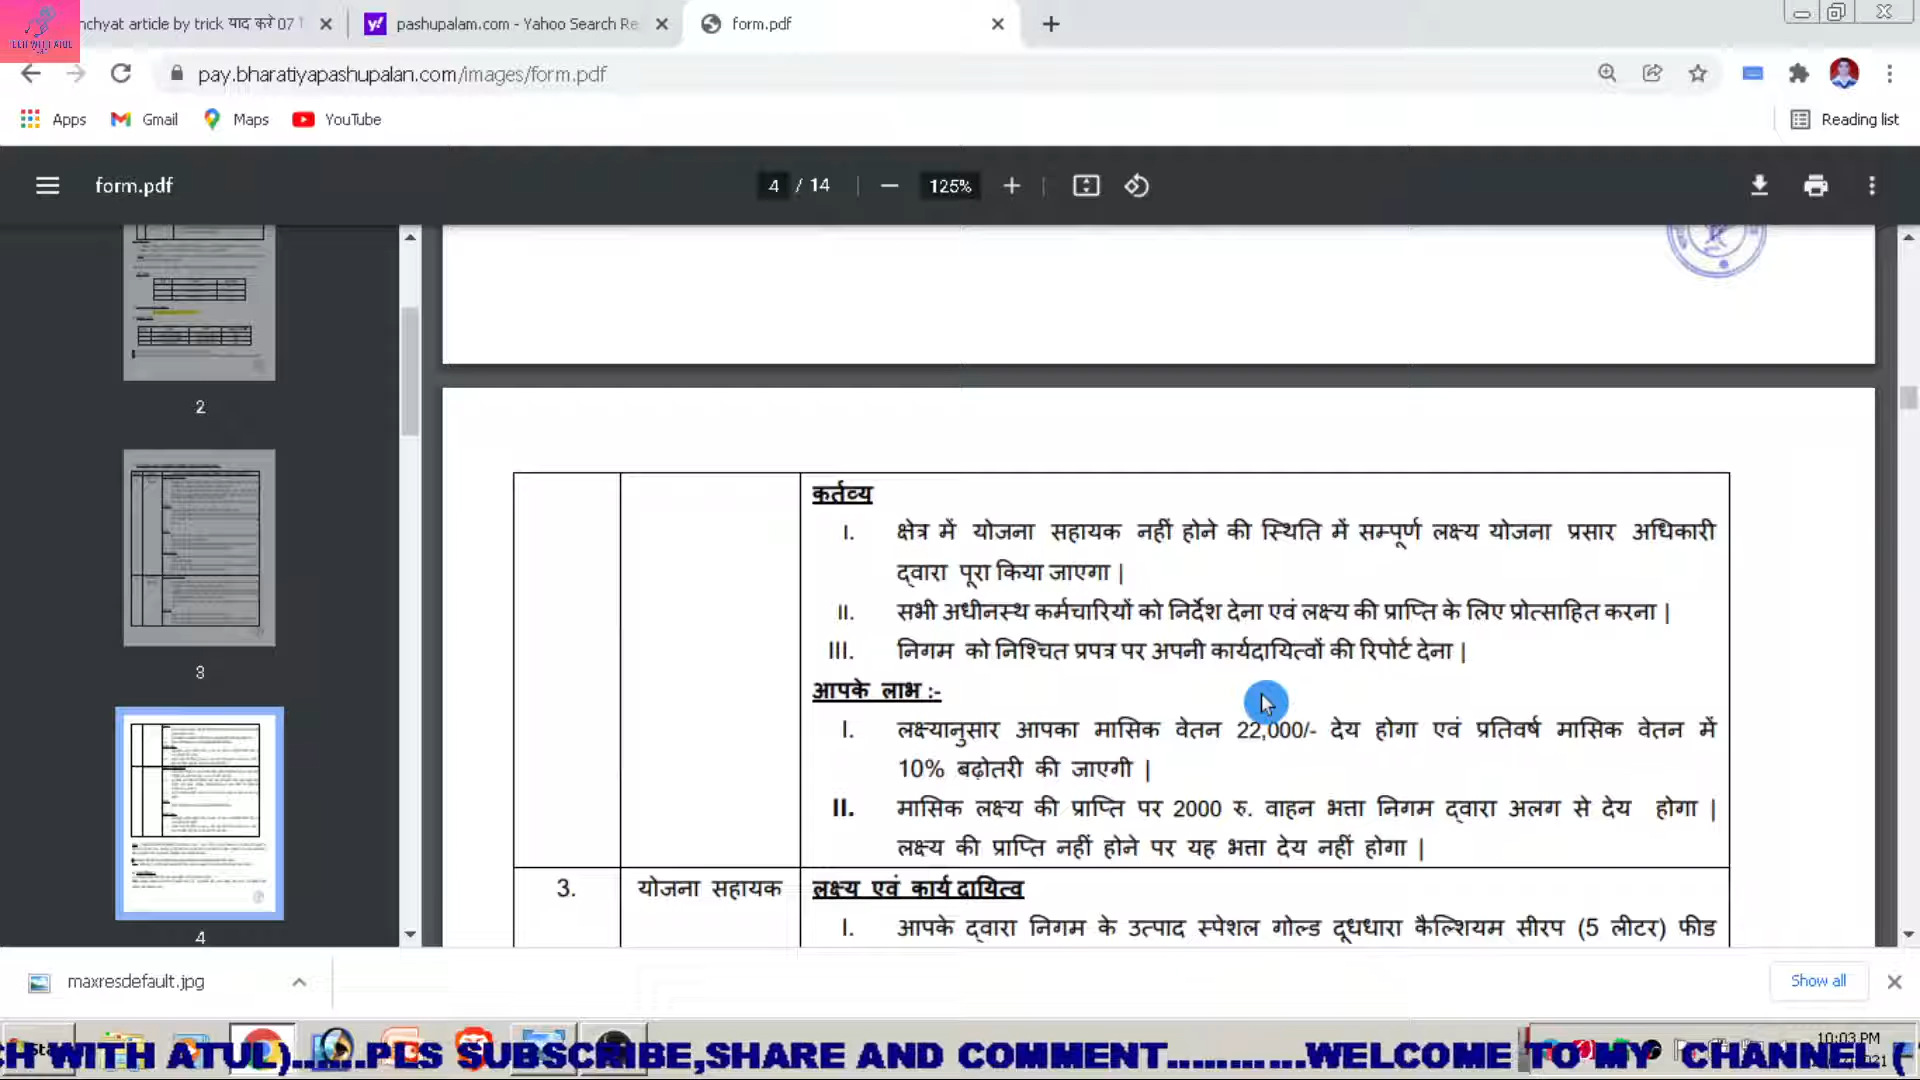 nchyat article by trick याद करे 07
pashupalam.com - Yahoo Search Re
form.pdf
pay.bharatiyapashupalan.com/images/form.pdf
Apps
Gmail
Maps
YouTube
Reading list
form.pdf
4 / 14
125%
2
3
4
कर्तव्य
I. क्षेत्र में योजना सहायक नहीं होने की स्थिति में सम्पूर्ण लक्ष्य योजना प्रसार अधिकारी
द्वारा पूरा किया जाएगा |
II. सभी अधीनस्थ कर्मचारियों को निर्देश देना एवं लक्ष्य की प्राप्ति के लिए प्रोत्साहित करना |
III. निगम को निश्चित प्रपत्र पर अपनी कार्यदायित्वों की रिपोर्ट देना |
आपके लाभ :-
I. लक्ष्यानुसार आपका मासिक वेतन 22,000/- देय होगा एवं प्रतिवर्ष मासिक वेतन में
10% बढ़ोतरी की जाएगी |
II. मासिक लक्ष्य की प्राप्ति पर 2000 रु. वाहन भत्ता निगम द्वारा अलग से देय होगा |
लक्ष्य की प्राप्ति नहीं होने पर यह भत्ता देय नहीं होगा |
3. योजना सहायक लक्ष्य एवं कार्य दायित्व
I. आपके द्वारा निगम के उत्पाद स्पेशल गोल्ड दूधधारा कैल्शियम सीरप (5 लीटर) फीड
maxresdefault.jpg
Show all
10:03 PM
CH WITH ATUL)......PLS SUBSCRIBE,SHARE AND COMMENT..........WELCOME TO MY CHANNEL (